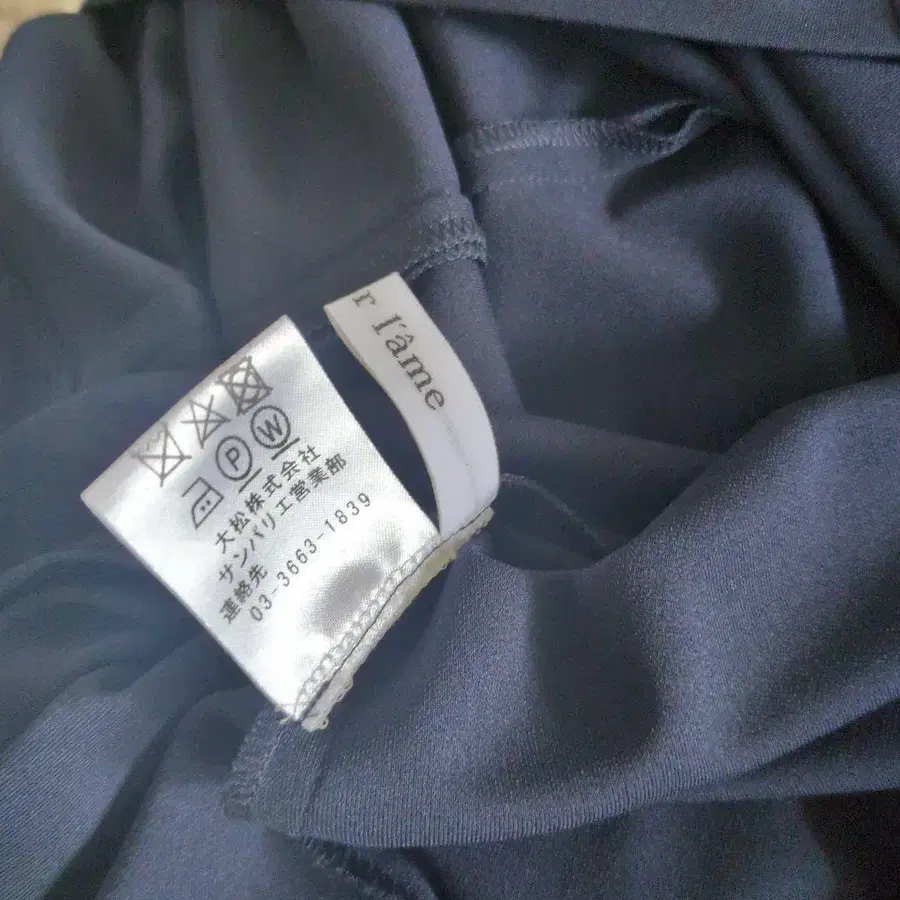 r l'âme
P W
大松株式会社
サンバリエ営業部
連絡先
03-3663-1839